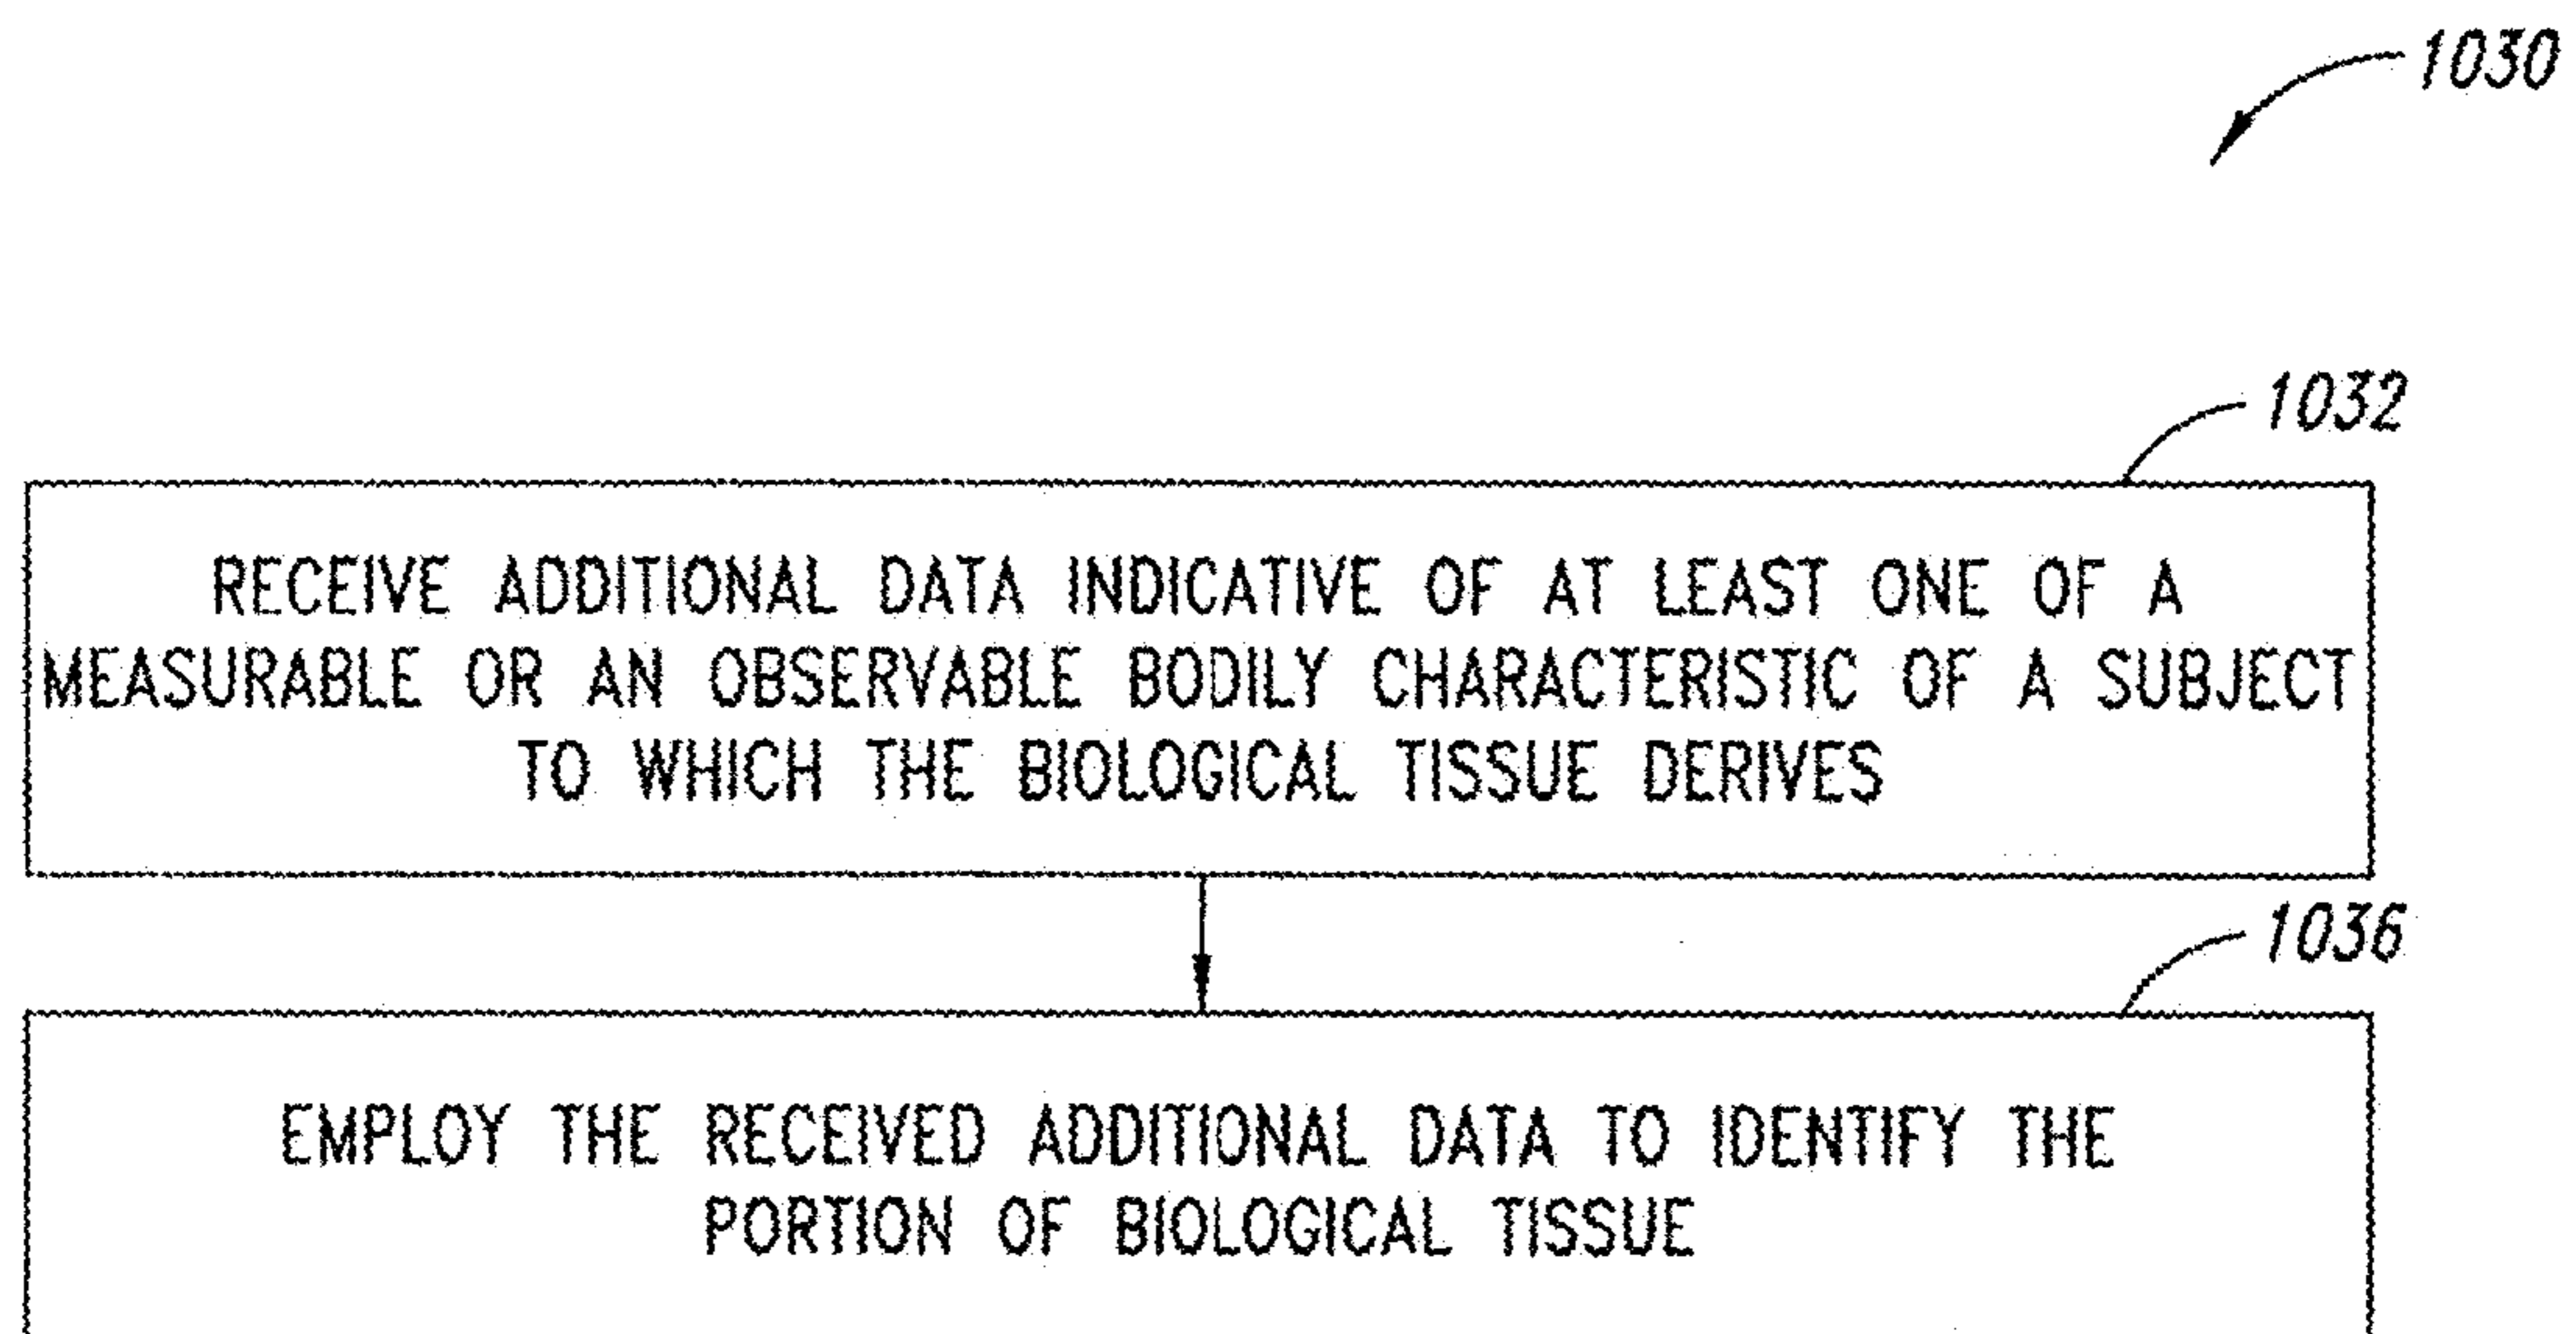 1030
1032
RECEIVE ADDITIONAL DATA INDICATIVE OF AT LEAST ONE OF A
MEASURABLE OR AN OBSERVABLE BODILY CHARACTERISTIC OF A SUBJECT
TO WHICH THE BIOLOGICAL TISSUE DERIVES
1036
EMPLOY THE RECEIVED ADDITIONAL DATA TO IDENTIFY THE
PORTION OF BIOLOGICAL TISSUE